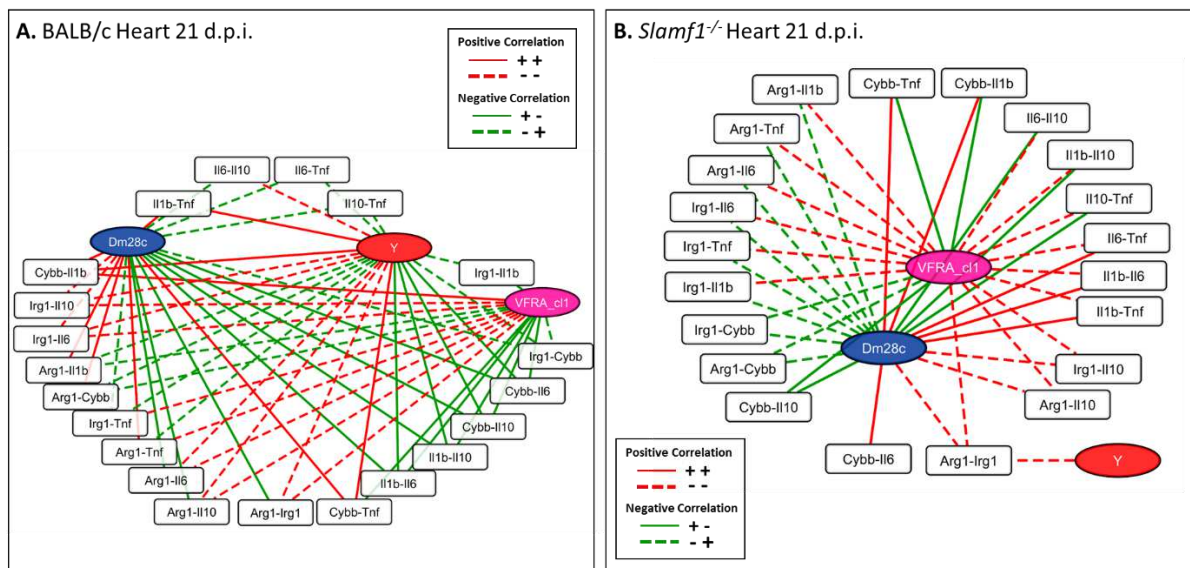 A. BALB/c Heart 21 d.p.i.
Positive Correlation
+ +
- -
Negative Correlation
+ -
- +
Il6-Il10
Il6-Tnf
Il1b-Tnf
Il10-Tnf
Dm28c
Y
Cybb-Il1b
Irg1-Il1b
VFRA_cl1
Irg1-Il10
Irg1-Il6
Irg1-Cybb
Arg1-Il1b
Cybb-Il6
Arg1-Cybb
Irg1-Tnf
Cybb-Il10
Arg1-Tnf
Il1b-Il10
Arg1-Il6
Il1b-Il6
Arg1-Il10
Arg1-Irg1
Cybb-Tnf
B. Slamf1-/- Heart 21 d.p.i.
Cybb-Tnf
Cybb-Il1b
Arg1-Il1b
Il6-Il10
Arg1-Tnf
Il1b-Il10
Arg1-Il6
Il10-Tnf
Irg1-Il6
Il6-Tnf
Irg1-Tnf
VFRA_cl1
Il1b-Il6
Irg1-Il1b
Il1b-Tnf
Irg1-Cybb
Dm28c
Arg1-Cybb
Irg1-Il10
Cybb-Il10
Arg1-Il10
Cybb-Il6
Arg1-Irg1
Y
Positive Correlation
+ +
- -
Negative Correlation
+ -
- +